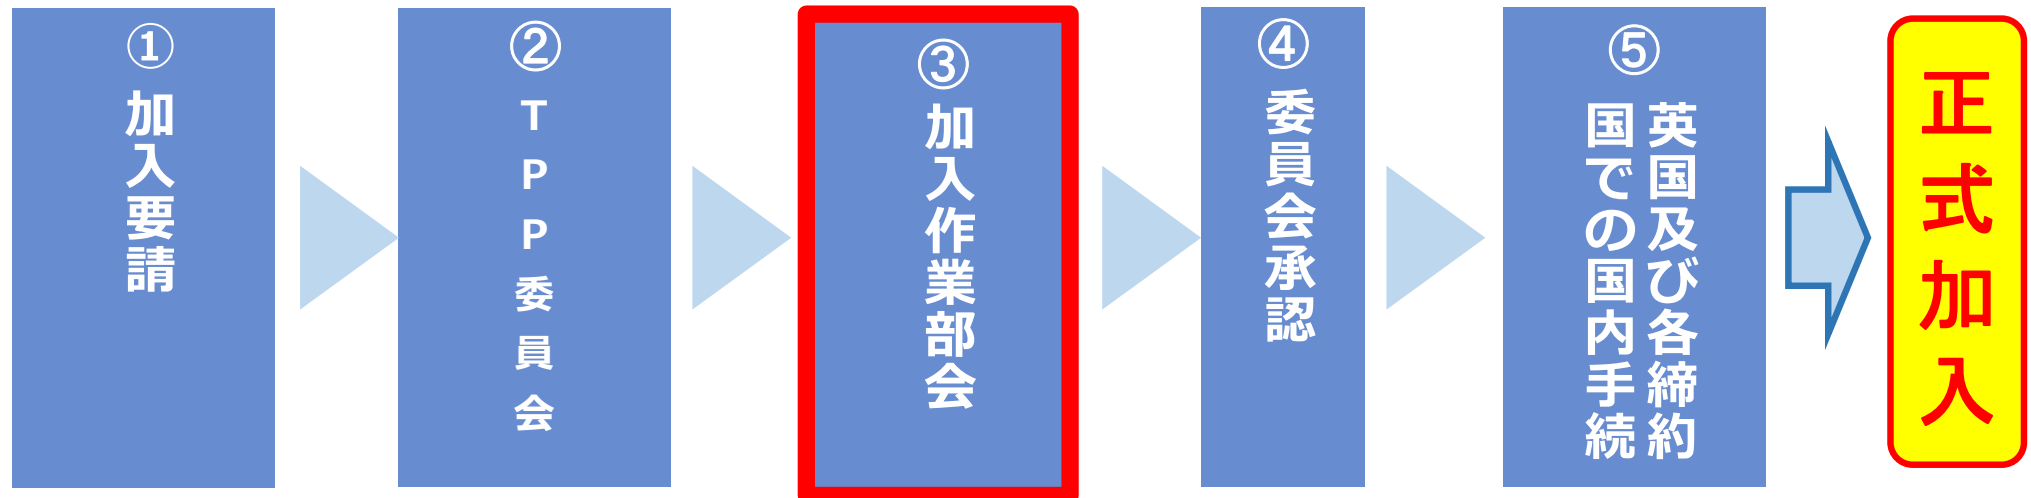 ①
加入要請
②
ＴＰＰ委員会
③
加入作業部会
④
委員会承認
⑤
英国及び各締約
国での国内手続
正式加入